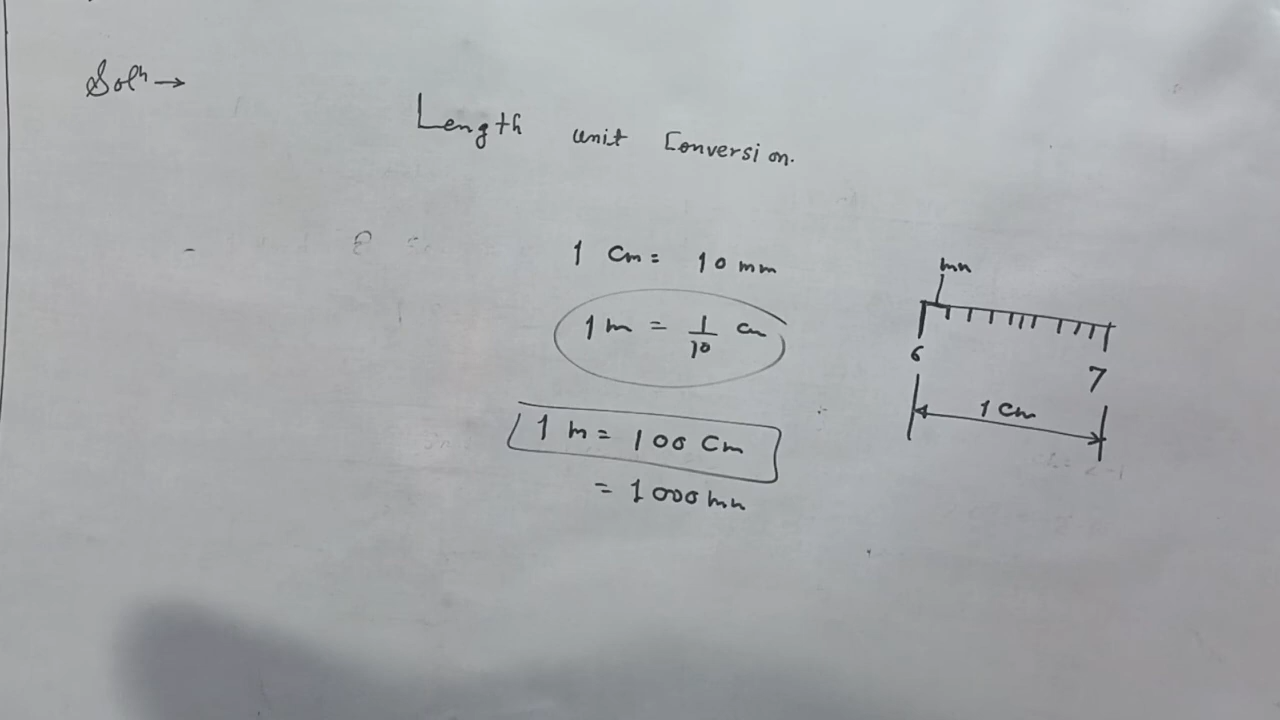 Solⁿ →
Length unit Conversion.
1 Cm = 10 mm
1 m = 1/10 cm
1 m = 100 Cm
= 1000 mm
mm
6
7
1 Cm